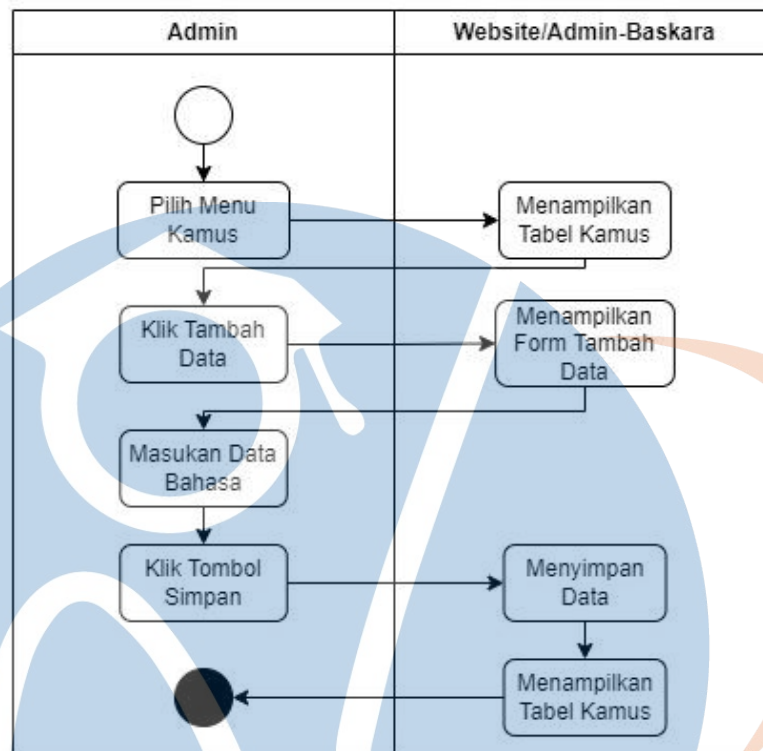 Admin
Website/Admin-Baskara
Pilih Menu
Kamus
Menampilkan
Tabel Kamus
Klik Tambah
Data
Menampilkan
Form Tambah
Data
Masukan Data
Bahasa
Klik Tombol
Simpan
Menyimpan
Data
Menampilkan
Tabel Kamus